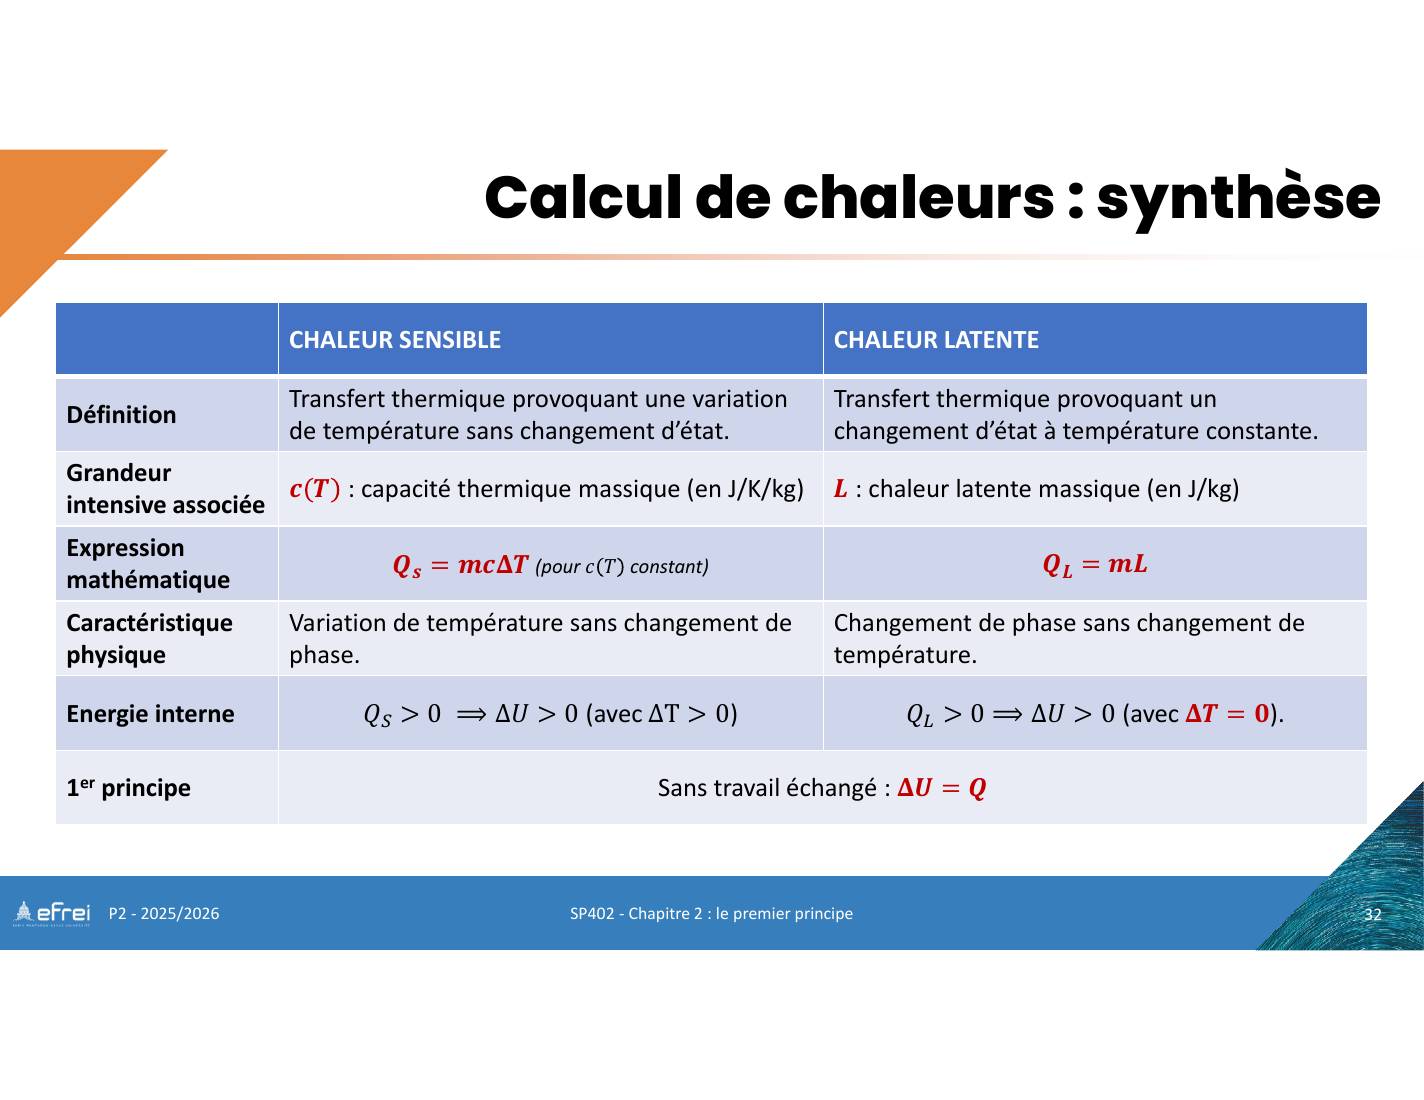 Calcul de chaleurs : synthèse
CHALEUR SENSIBLE
CHALEUR LATENTE
Définition
Transfert thermique provoquant une variation
de température sans changement d’état.
Transfert thermique provoquant un
changement d’état à température constante.
Grandeur
intensive associée
c(T) : capacité thermique massique (en J/K/kg)
L : chaleur latente massique (en J/kg)
Expression
mathématique
Qₛ = mcΔT (pour c(T) constant)
Q_L = mL
Caractéristique
physique
Variation de température sans changement de
phase.
Changement de phase sans changement de
température.
Energie interne
Q_S > 0 ⟹ ΔU > 0 (avec ΔT > 0)
Q_L > 0 ⟹ ΔU > 0 (avec ΔT = 0).
1er principe
Sans travail échangé : ΔU = Q
efrei
P2 - 2025/2026
SP402 - Chapitre 2 : le premier principe
32